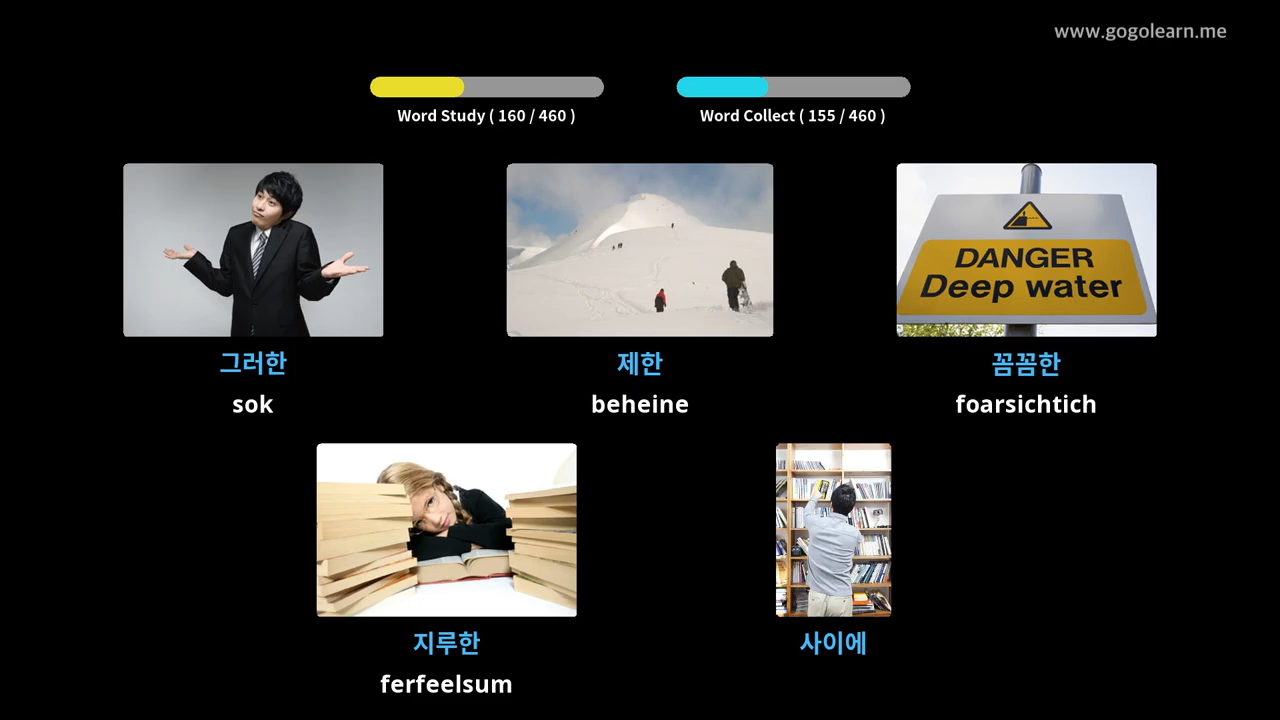 www.gogolearn.me
Word Study ( 160 / 460 )
Word Collect ( 155 / 460 )
DANGER
Deep water
그러한
제한
꼼꼼한
sok
beheine
foarsichtich
지루한
사이에
ferfeelsum